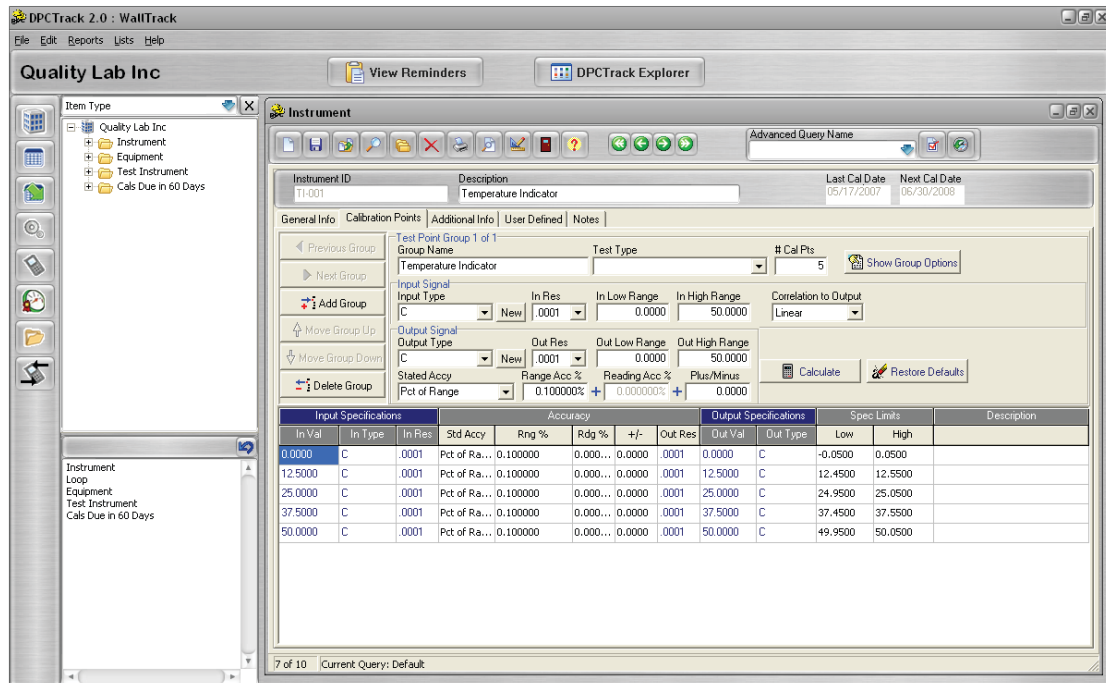 DPCTrack 2.0 : WallTrack
File Edit Reports Lists Help
Quality Lab Inc
View Reminders
DPCTrack Explorer
Item Type
Quality Lab Inc
Instrument
Equipment
Test Instrument
Cals Due in 60 Days
Instrument
Loop
Equipment
Test Instrument
Cals Due in 60 Days
Instrument
Advanced Query Name
Instrument ID Description Last Cal Date Next Cal Date
TI-001 Temperature Indicator 05/17/2007 06/30/2008
General Info Calibration Points Additional Info User Defined Notes
Previous Group
Next Group
Add Group
Move Group Up
Move Group Down
Delete Group
Test Point Group 1 of 1
Group Name Test Type # Cal Pts
Temperature Indicator 5 Show Group Options
Input Signal
Input Type In Res In Low Range In High Range Correlation to Output
C New .0001 0.0000 50.0000 Linear
Output Signal
Output Type Out Res Out Low Range Out High Range
C New .0001 0.0000 50.0000
Calculate Restore Defaults
Stated Accy Range Acc % Reading Acc % Plus/Minus
Pct of Range 0.100000% + 0.000000% + 0.0000
Input Specifications Accuracy Output Specifications Spec Limits Description
In Val In Type In Res Std Accy Rng % Rdg % +/- Out Res Out Val Out Type Low High
0.0000 C .0001 Pct of Ra... 0.100000 0.000... 0.0000 .0001 0.0000 C -0.0500 0.0500
12.5000 C .0001 Pct of Ra... 0.100000 0.000... 0.0000 .0001 12.5000 C 12.4500 12.5500
25.0000 C .0001 Pct of Ra... 0.100000 0.000... 0.0000 .0001 25.0000 C 24.9500 25.0500
37.5000 C .0001 Pct of Ra... 0.100000 0.000... 0.0000 .0001 37.5000 C 37.4500 37.5500
50.0000 C .0001 Pct of Ra... 0.100000 0.000... 0.0000 .0001 50.0000 C 49.9500 50.0500
7 of 10 Current Query: Default